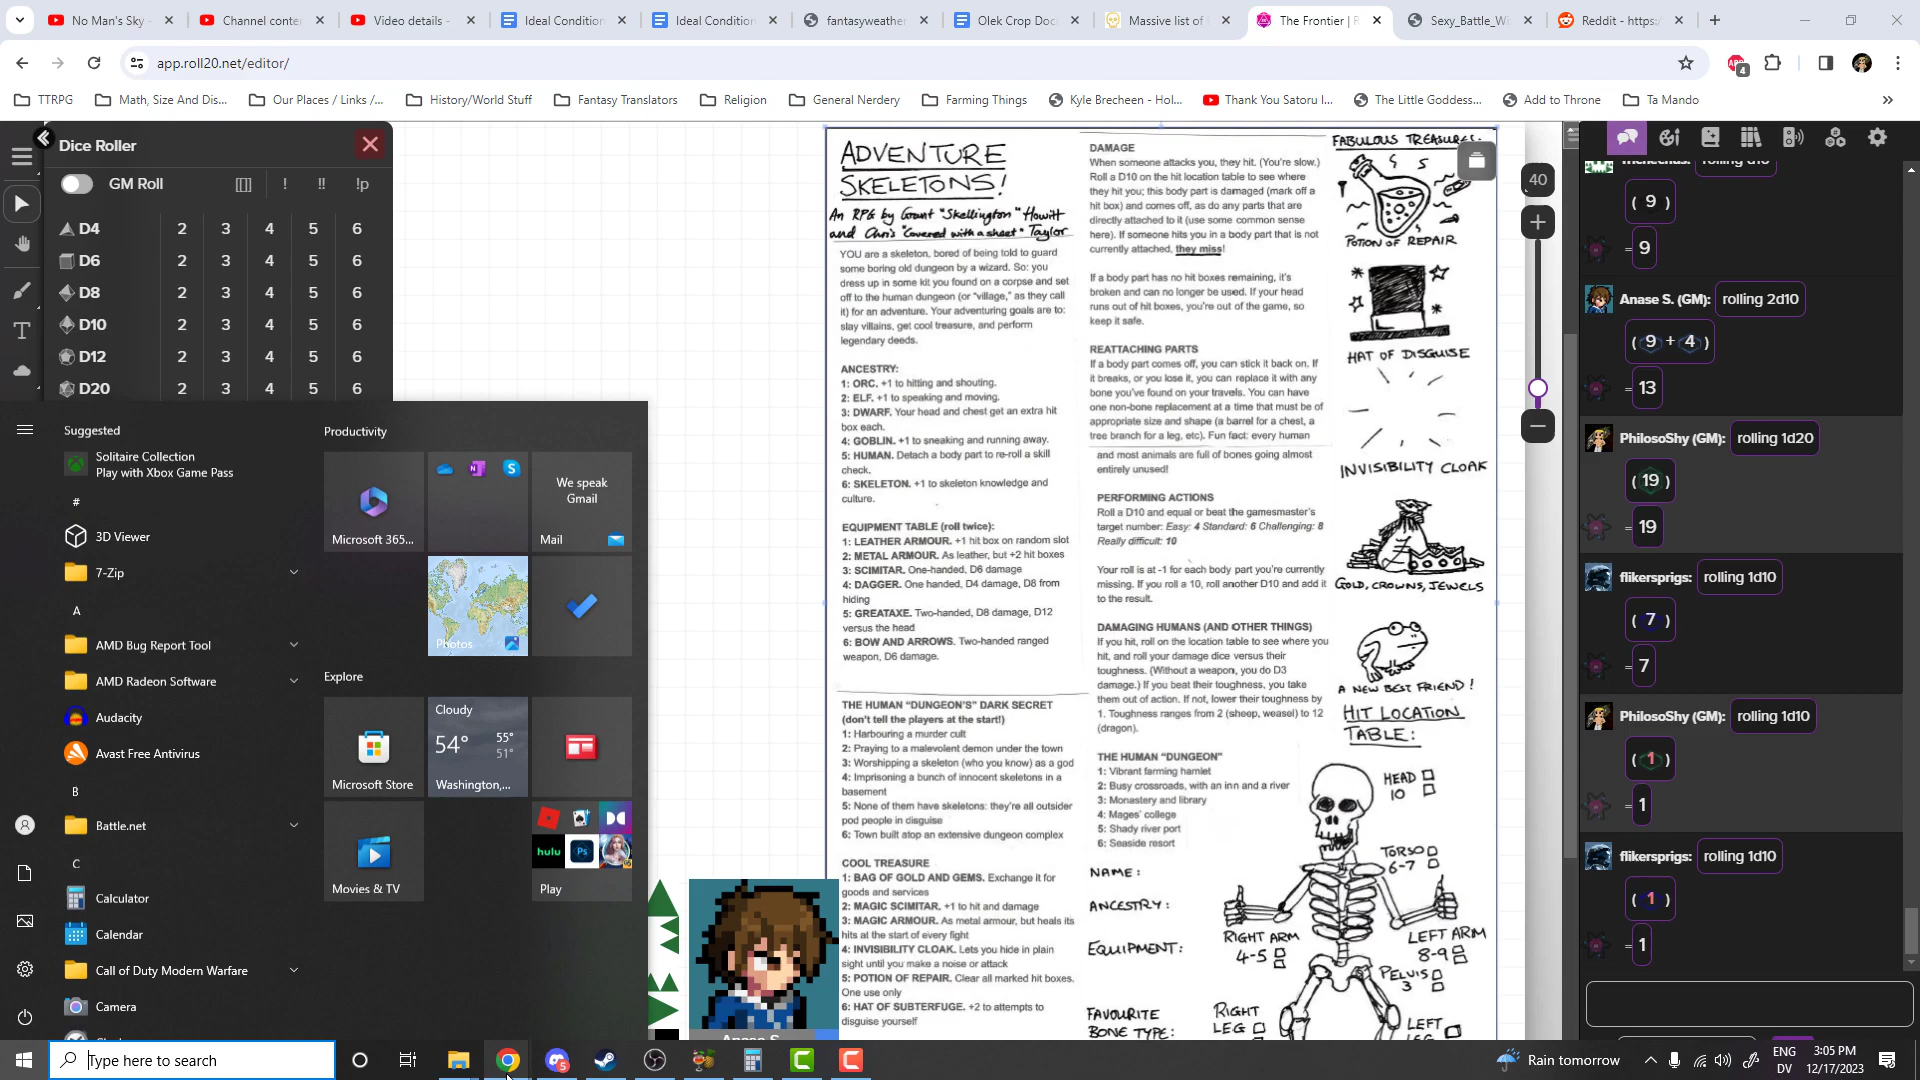 No Man's Sky -
Channel conte
Video details -
Ideal Condition
Ideal Condition
fantasyweather
Olek Crop Doc
Massive list of
The Frontier | R
Sexy_Battle_Wi
Reddit - https:/
app.roll20.net/editor/
4
TTRPG
Math, Size And Dis...
Our Places / Links /...
History/World Stuff
Fantasy Translators
Religion
General Nerdery
Farming Things
Kyle Brecheen - Hol...
Thank You Satoru I...
The Little Goddess...
Add to Throne
Ta Mando
Dice Roller
GM Roll
[[]] ! !! !p
D4 2 3 4 5 6
D6 2 3 4 5 6
D8 2 3 4 5 6
D10 2 3 4 5 6
D12 2 3 4 5 6
D20 2 3 4 5 6
Suggested
Solitaire Collection
Play with Xbox Game Pass
#
3D Viewer
7-Zip
A
AMD Bug Report Tool
AMD Radeon Software
Audacity
Avast Free Antivirus
B
Battle.net
C
Calculator
Calendar
Call of Duty Modern Warfare
Camera
Productivity
Microsoft 365...
We speak
Gmail
Mail
Photos
Explore
Microsoft Store
Cloudy
54° 55°
51°
Washington,...
Movies & TV
hulu
Ps
Play
ADVENTURE
SKELETONS!
An RPG by Grant "Skellington" Howitt
and Chris "Covered with a sheet" Taylor
YOU are a skeleton, bored of being told to guard
some boring old dungeon by a wizard. So: you
dress up in some kit you found on a corpse and set
off to the human dungeon (or "village," as they call
it) for an adventure. Your adventuring goals are to:
slay villains, get cool treasure, and perform
legendary deeds.
ANCESTRY:
1: ORC. +1 to hitting and shouting.
2: ELF. +1 to speaking and moving.
3: DWARF. Your head and chest get an extra hit
box each.
4: GOBLIN. +1 to sneaking and running away.
5: HUMAN. Detach a body part to re-roll a skill
check.
6: SKELETON. +1 to skeleton knowledge and
culture.
EQUIPMENT TABLE (roll twice):
1: LEATHER ARMOUR. +1 hit box on random slot
2: METAL ARMOUR. As leather, but +2 hit boxes
3: SCIMITAR. One-handed, D6 damage
4: DAGGER. One handed, D4 damage, D8 from
hiding
5: GREATAXE. Two-handed, D8 damage, D12
versus the head
6: BOW AND ARROWS. Two-handed ranged
weapon, D6 damage.
THE HUMAN "DUNGEON'S" DARK SECRET
(don't tell the players at the start!)
1: Harbouring a murder cult
2: Praying to a malevolent demon under the town
3: Worshipping a skeleton (who you know) as a god
4: Imprisoning a bunch of innocent skeletons in a
basement
5: None of them have skeletons: they're all outsider
pod people in disguise
6: Town built atop an extensive dungeon complex
COOL TREASURE
1: BAG OF GOLD AND GEMS. Exchange it for
goods and services
2: MAGIC SCIMITAR. +1 to hit and damage
3: MAGIC ARMOUR. As metal armour, but heals its
hits at the start of every fight
4: INVISIBILITY CLOAK. Lets you hide in plain
sight until you make a noise or attack
5: POTION OF REPAIR. Clear all marked hit boxes.
One use only
6: HAT OF SUBTERFUGE. +2 to attempts to
disguise yourself
DAMAGE
When someone attacks you, they hit. (You're slow.)
Roll a D10 on the hit location table to see where
they hit you; this body part is damaged (mark off a
hit box) and comes off, as do any parts that are
directly attached to it (use some common sense
here). If someone hits you in a body part that is not
currently attached, they miss!
If a body part has no hit boxes remaining, it's
broken and can no longer be used. If your head
runs out of hit boxes, you're out of the game, so
keep it safe.
REATTACHING PARTS
If a body part comes off, you can stick it back on. If
it breaks, or you lose it, you can replace it with any
bone you've found on your travels. You can have
one non-bone replacement at a time that must be of
appropriate size and shape (a barrel for a chest, a
tree branch for a leg, etc). Fun fact: every human
and most animals are full of bones going almost
entirely unused!
PERFORMING ACTIONS
Roll a D10 and equal or beat the gamesmaster's
target number: Easy: 4 Standard: 6 Challenging: 8
Really difficult: 10
Your roll is at -1 for each body part you're currently
missing. If you roll a 10, roll another D10 and add it
to the result.
DAMAGING HUMANS (AND OTHER THINGS)
If you hit, roll on the location table to see where you
hit, and roll your damage dice versus their
toughness. (Without a weapon, you do D3
damage.) If you beat their toughness, you take
them out of action. If not, lower their toughness by
1. Toughness ranges from 2 (sheep, weasel) to 12
(dragon).
THE HUMAN "DUNGEON"
1: Vibrant farming hamlet
2: Busy crossroads, with an inn and a river
3: Monastery and library
4: Mages' college
5: Shady river port
6: Seaside resort
NAME:
ANCESTRY:
EQUIPMENT:
FAVOURITE
BONE TYPE:
FABULOUS TREASURES:
POTION OF REPAIR
HAT OF DISGUISE
INVISIBILITY CLOAK
GOLD, CROWNS, JEWELS
A NEW BEST FRIEND!
HIT LOCATION
TABLE:
HEAD
10
TORSO
6-7
RIGHT ARM
4-5
LEFT ARM
8-9
PELVIS
3
RIGHT
LEG
LEFT
40
rolling 1d10
( 9 )
= 9
Anase S. (GM): rolling 2d10
( 9 + 4 )
= 13
PhilosoShy (GM): rolling 1d20
( 19 )
= 19
flikersprigs: rolling 1d10
( 7 )
= 7
PhilosoShy (GM): rolling 1d10
( 1 )
= 1
flikersprigs: rolling 1d10
( 1 )
= 1
Type here to search
5
Rain tomorrow
ENG
DV
3:05 PM
12/17/2023